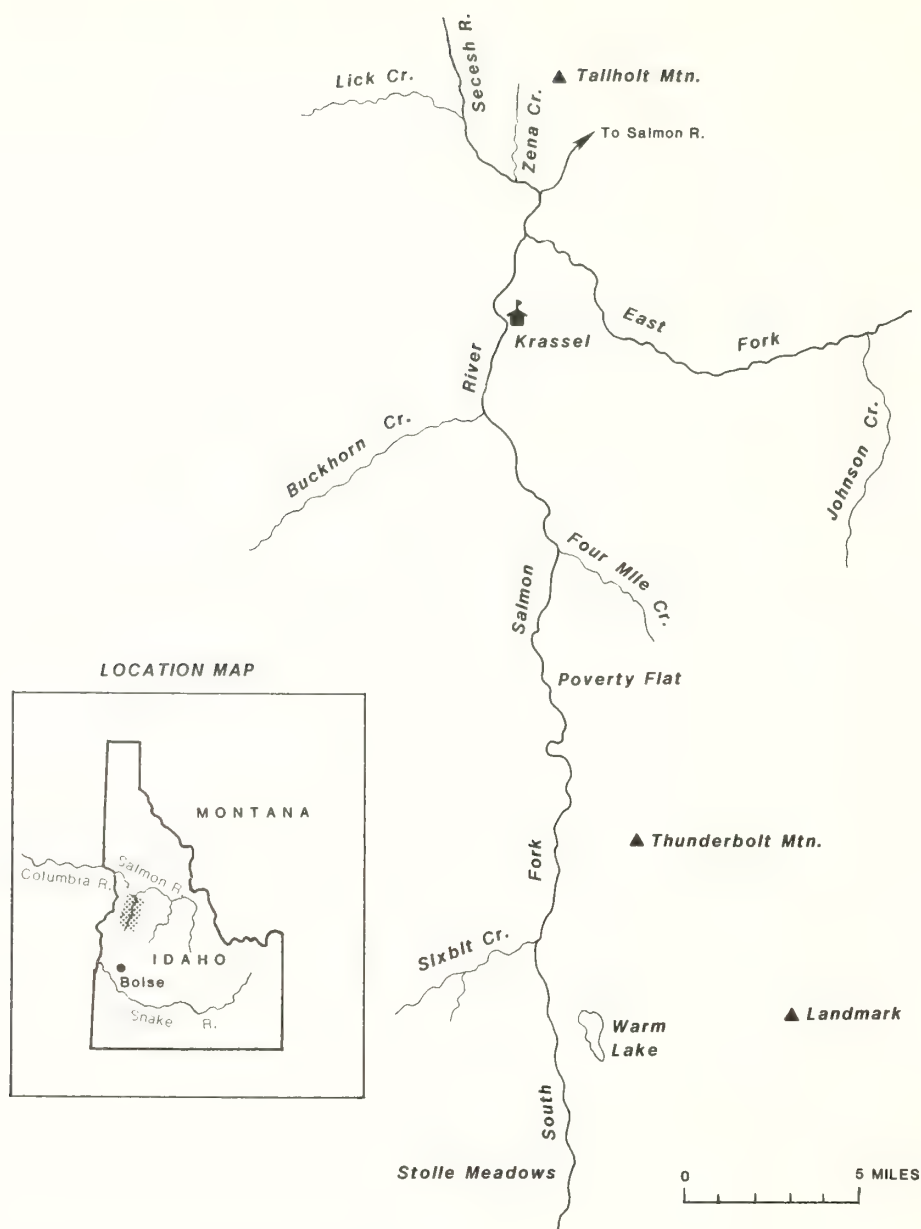 Secesh R.
Lick Cr.
Tailholt Mtn.
Zena Cr.
To Salmon R.
East Fork
Krassel
River
Johnson Cr.
Buckhorn Cr.
Four Mile Cr.
Salmon
Poverty Flat
LOCATION MAP
MONTANA
Salmon R.
Columbia R.
IDAHO
Boise
Snake R.
Thunderbolt Mtn.
Fork
Sixbit Cr.
Landmark
Warm
Lake
South
Stolle Meadows
0 5 MILES